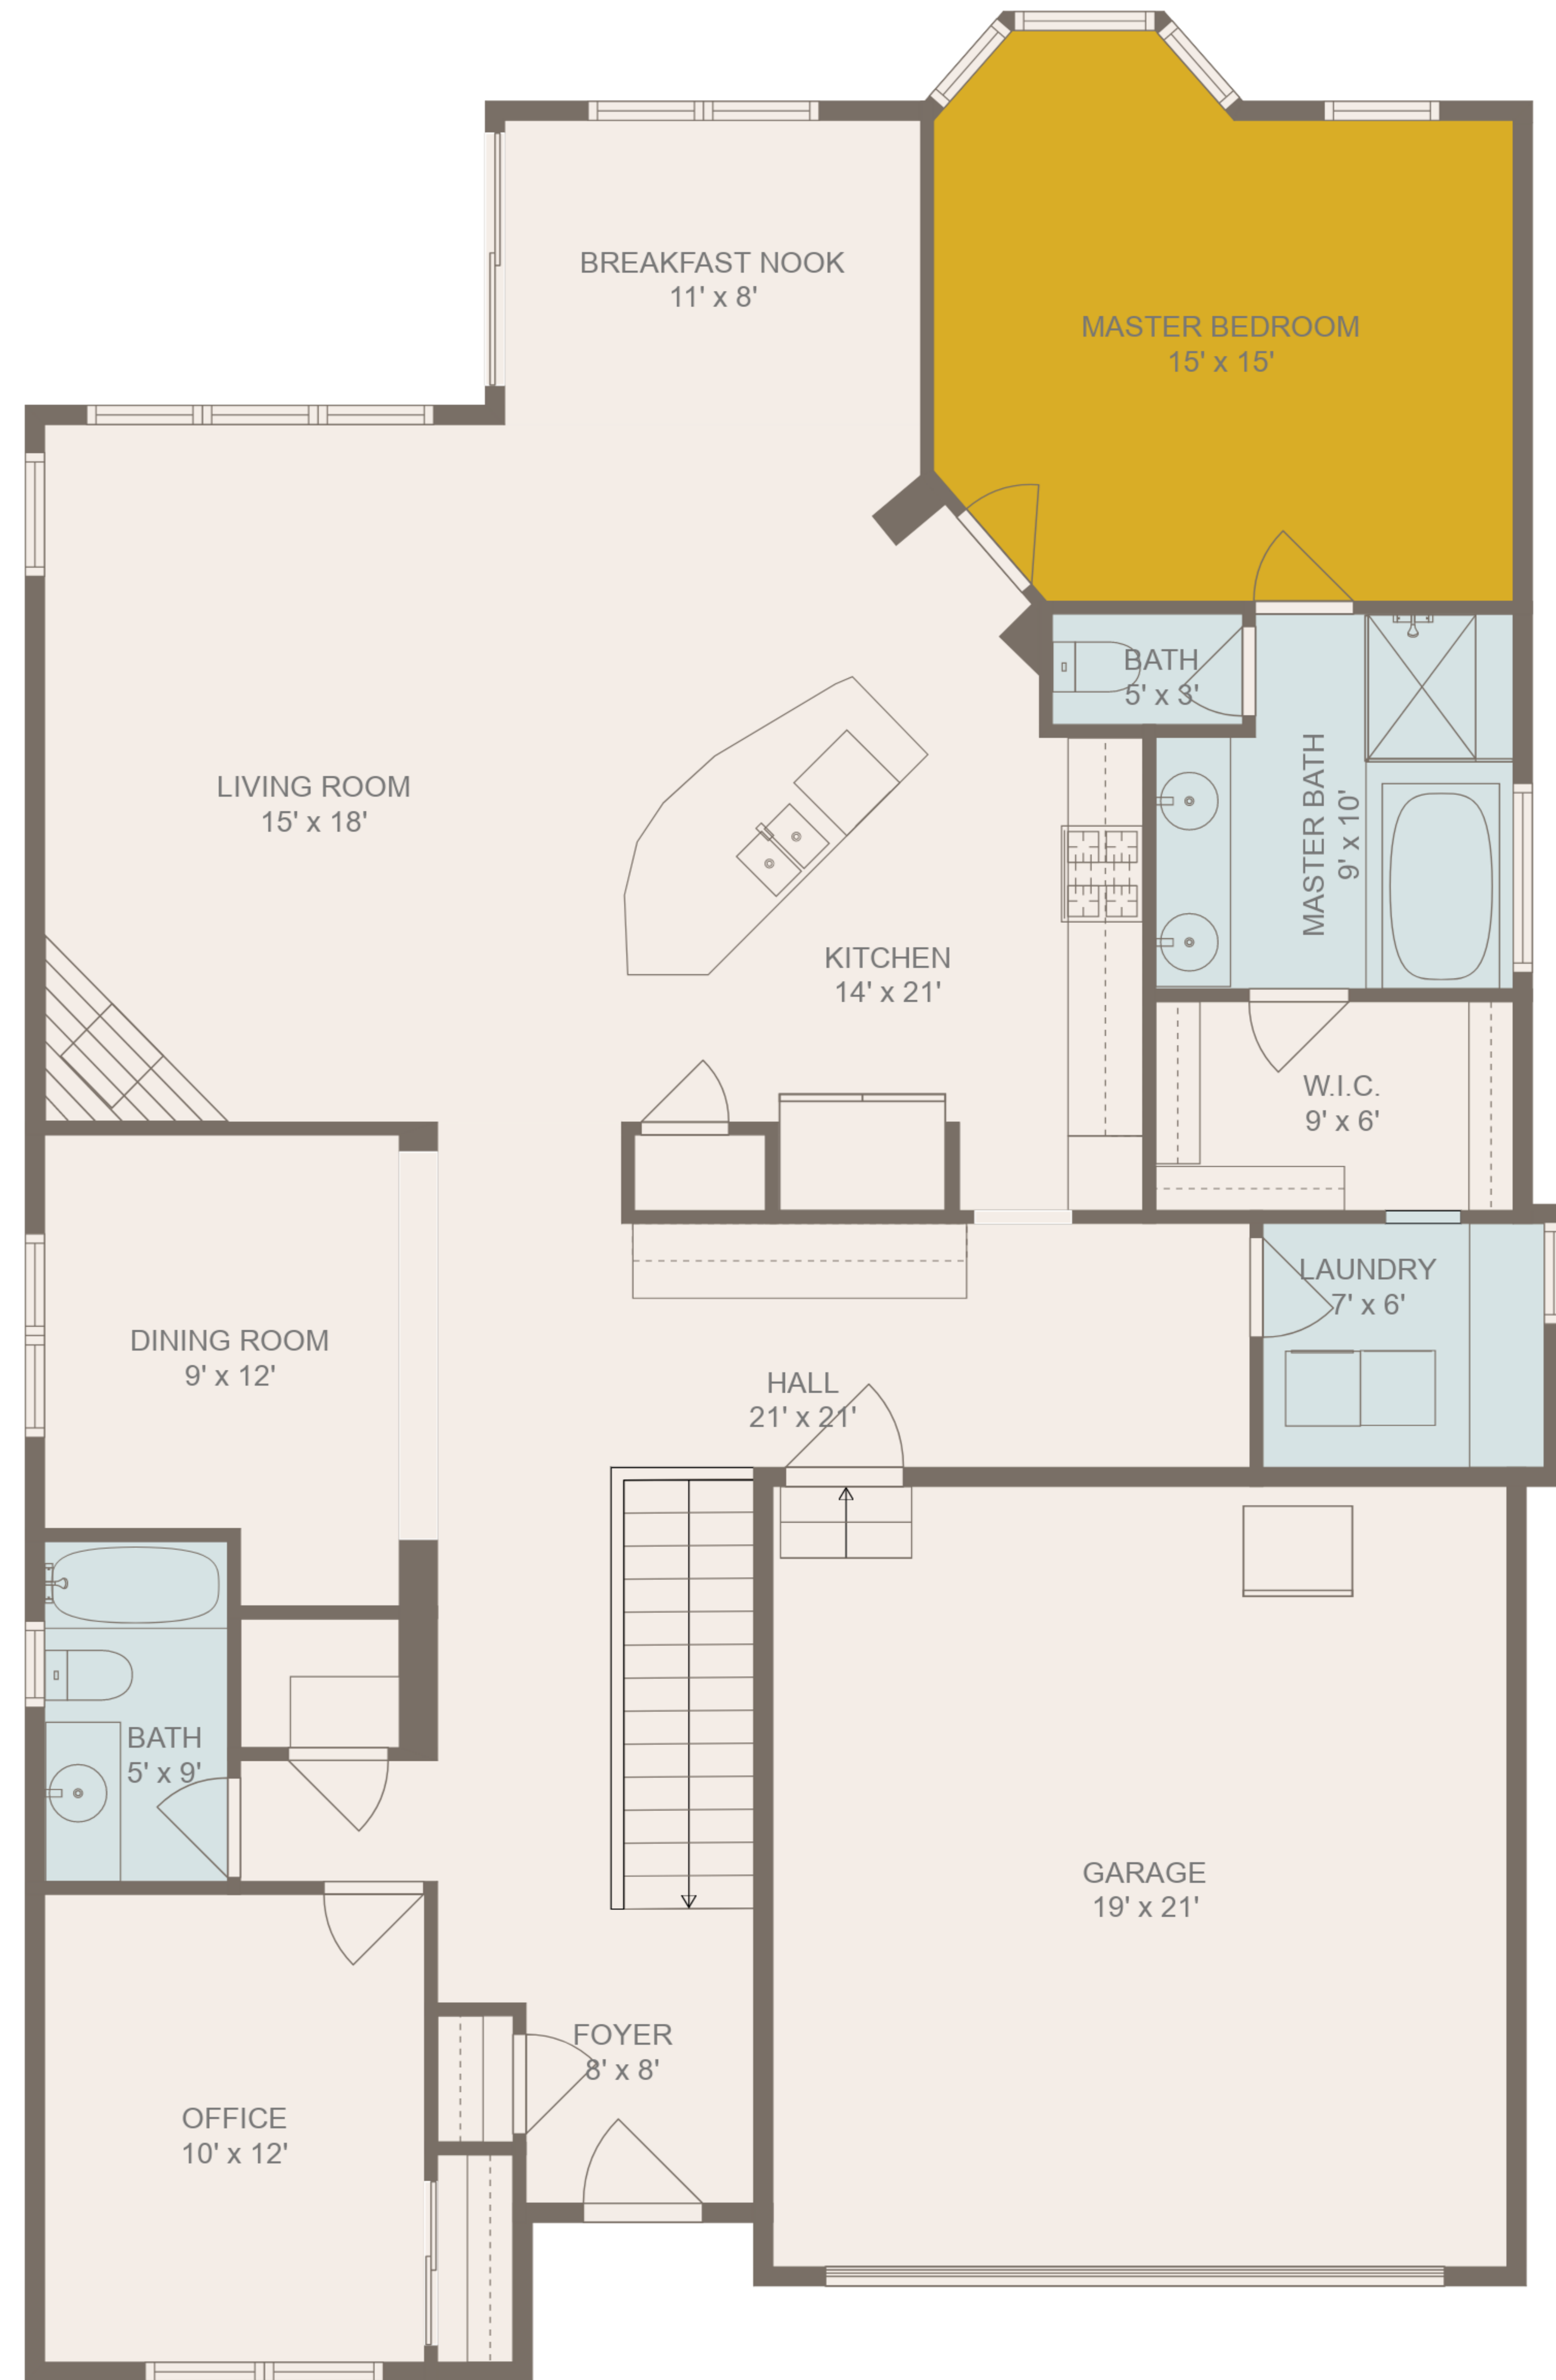 BREAKFAST NOOK
11' x 8'
MASTER BEDROOM
15' x 15'
BATH
5' x 3'
LIVING ROOM
15' x 18'
MASTER BATH
9' x 10'
KITCHEN
14' x 21'
W.I.C.
9' x 6'
LAUNDRY
7' x 6'
DINING ROOM
9' x 12'
HALL
21' x 21'
BATH
5' x 9'
GARAGE
19' x 21'
FOYER
8' x 8'
OFFICE
10' x 12'